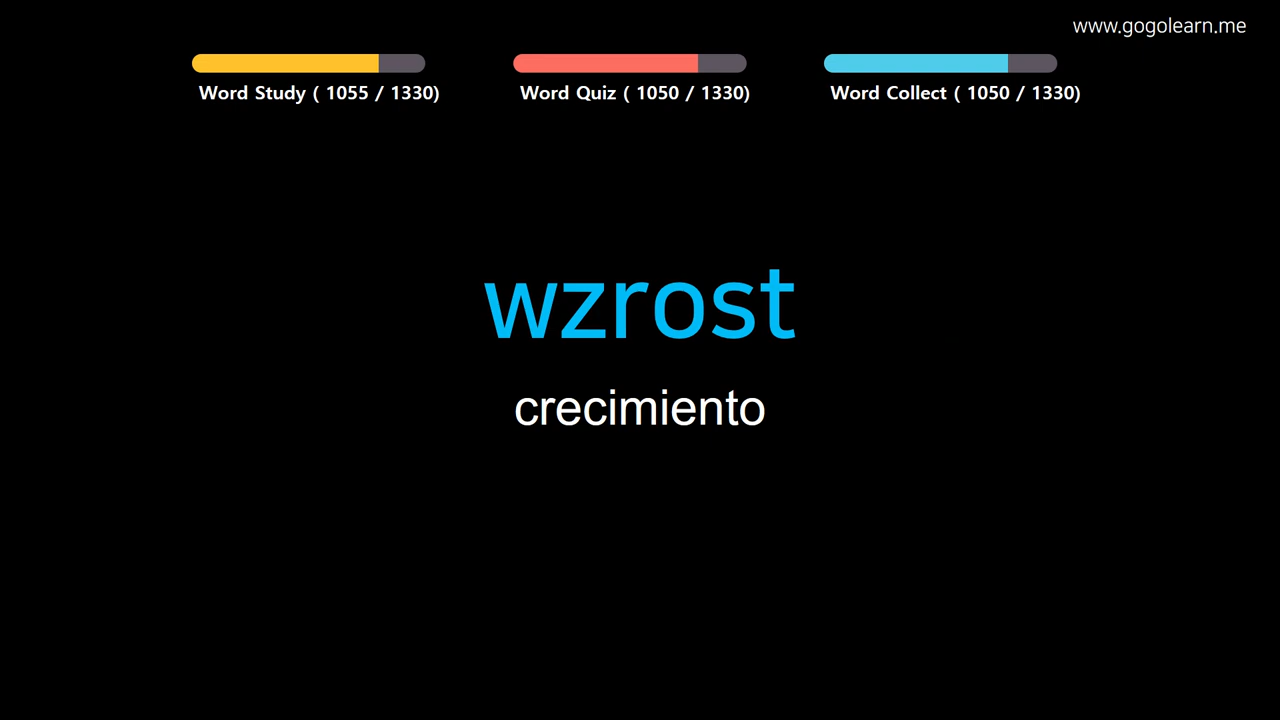 www.gogolearn.me
Word Study ( 1055 / 1330)
Word Quiz ( 1050 / 1330)
Word Collect ( 1050 / 1330)
wzrost
crecimiento